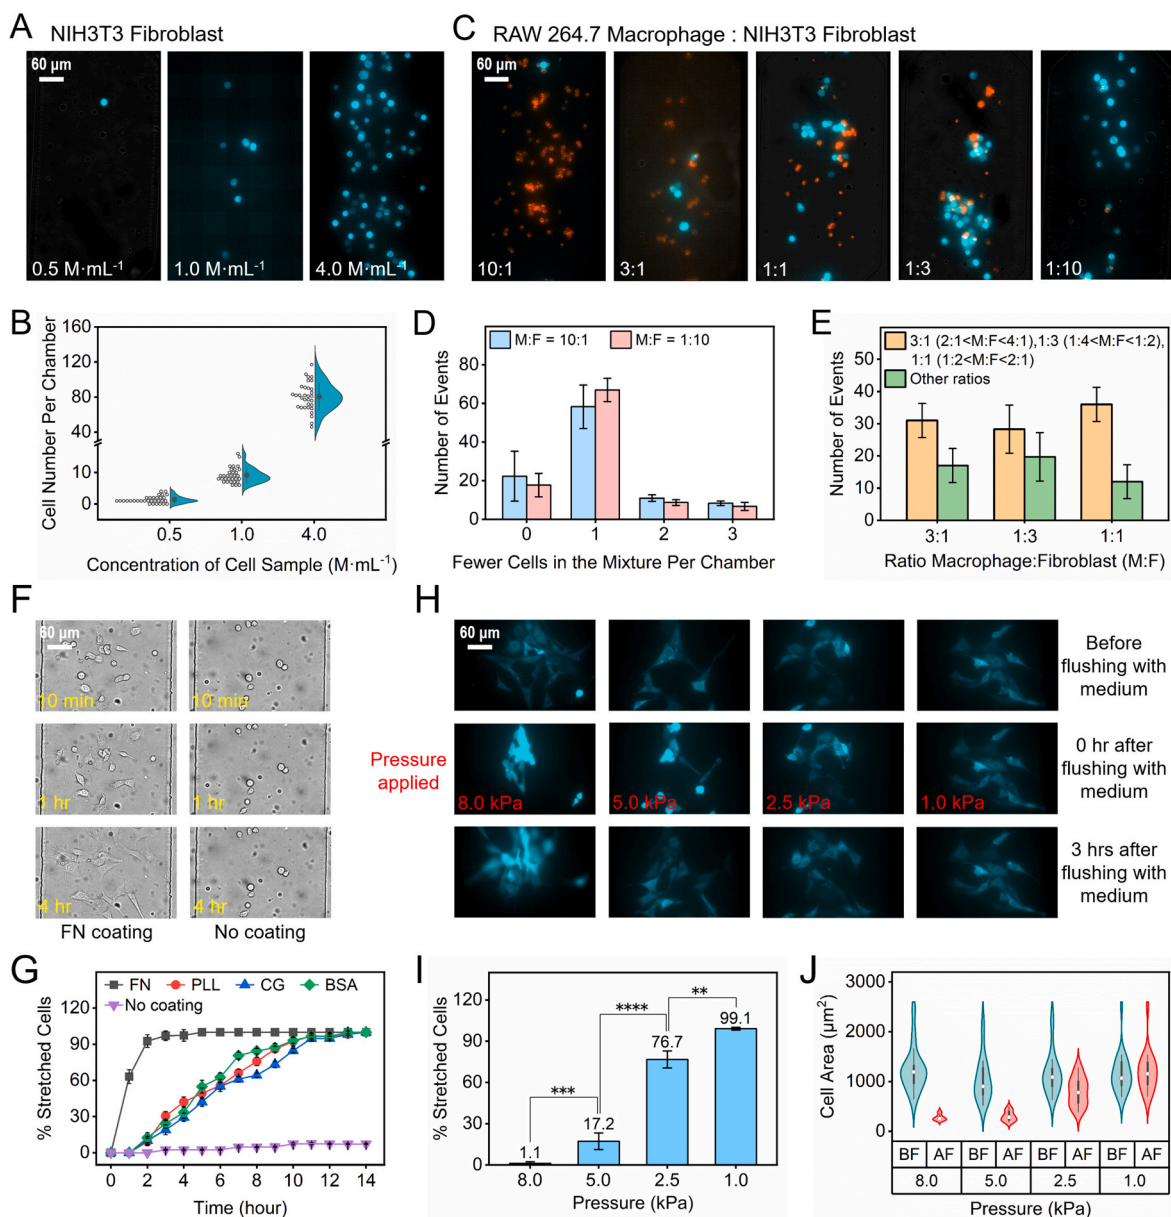 A NIH3T3 Fibroblast
60 µm
0.5 M·mL⁻¹
1.0 M·mL⁻¹
4.0 M·mL⁻¹
C RAW 264.7 Macrophage : NIH3T3 Fibroblast
60 µm
10:1
3:1
1:1
1:3
1:10
B
Cell Number Per Chamber
160
120
80
40
10
0
0.5 1.0 4.0
Concentration of Cell Sample (M·mL⁻¹)
D
M:F = 10:1 M:F = 1:10
Number of Events
80
60
40
20
0
0 1 2 3
Fewer Cells in the Mixture Per Chamber
E
3:1 (2:1<M:F<4:1),1:3 (1:4<M:F<1:2),
1:1 (1:2<M:F<2:1)
Other ratios
Number of Events
50
40
30
20
10
0
3:1 1:3 1:1
Ratio Macrophage:Fibroblast (M:F)
F
60 µm
10 min
10 min
1 hr
1 hr
4 hr
4 hr
FN coating No coating
H
60 µm
Before
flushing with
medium
Pressure
applied
8.0 kPa
5.0 kPa
2.5 kPa
1.0 kPa
0 hr after
flushing with
medium
3 hrs after
flushing with
medium
G
FN PLL CG BSA
No coating
% Stretched Cells
120
90
60
30
0
0 2 4 6 8 10 12 14
Time (hour)
I
% Stretched Cells
120
90
60
30
0
***
****
**
1.1
17.2
76.7
99.1
8.0 5.0 2.5 1.0
Pressure (kPa)
J
Cell Area (µm²)
3000
2000
1000
0
BF AF BF AF BF AF BF AF
8.0 5.0 2.5 1.0
Pressure (kPa)